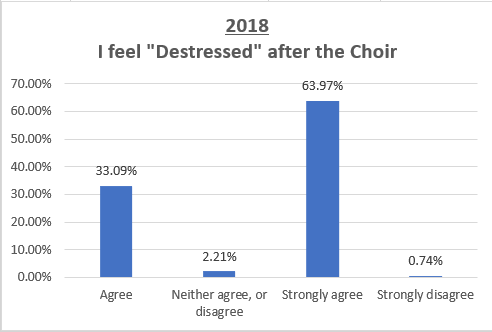 2018
I feel "Destressed" after the Choir
70.00%
60.00%
50.00%
40.00%
30.00%
20.00%
10.00%
0.00%
33.09%
2.21%
63.97%
0.74%
Agree
Neither agree, or
disagree
Strongly agree
Strongly disagree